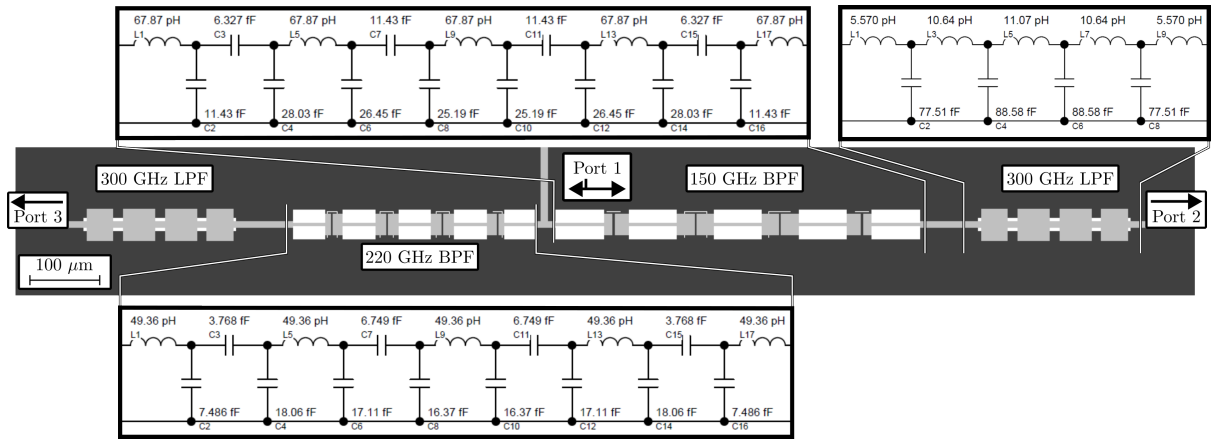 67.87 pH 6.327 fF 67.87 pH 11.43 fF 67.87 pH 11.43 fF 67.87 pH 6.327 fF 67.87 pH
L1 C3 L5 C7 L9 C11 L13 C15 L17
11.43 fF 28.03 fF 26.45 fF 25.19 fF 25.19 fF 26.45 fF 28.03 fF 11.43 fF
C2 C4 C6 C8 C10 C12 C14 C16
5.570 pH 10.64 pH 11.07 pH 10.64 pH 5.570 pH
L1 L3 L5 L7 L9
77.51 fF 88.58 fF 88.58 fF 77.51 fF
C2 C4 C6 C8
300 GHz LPF
Port 1
150 GHz BPF
300 GHz LPF
Port 3
Port 2
220 GHz BPF
100 μm
49.36 pH 3.768 fF 49.36 pH 6.749 fF 49.36 pH 6.749 fF 49.36 pH 3.768 fF 49.36 pH
L1 C3 L5 C7 L9 C11 L13 C15 L17
7.486 fF 18.06 fF 17.11 fF 16.37 fF 16.37 fF 17.11 fF 18.06 fF 7.486 fF
C2 C4 C6 C8 C10 C12 C14 C16